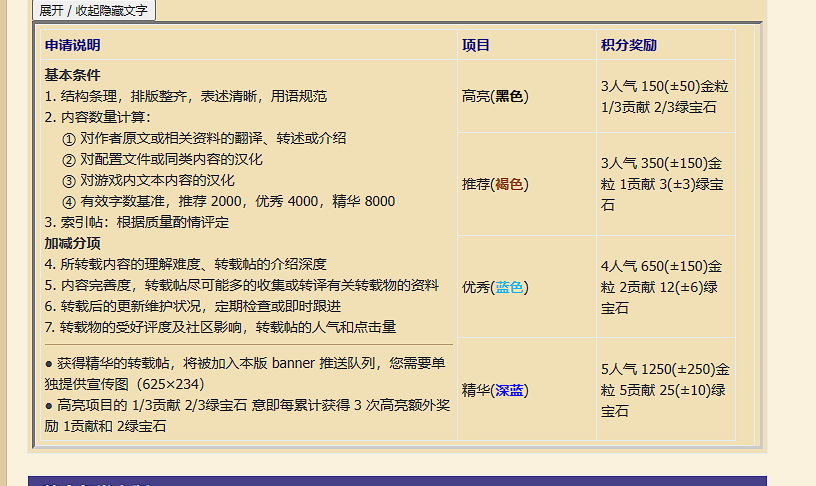 展开 / 收起隐藏文字
申请说明
项目
积分奖励
基本条件
1. 结构条理，排版整齐，表述清晰，用语规范
2. 内容数量计算：
① 对作者原文或相关资料的翻译、转述或介绍
② 对配置文件或同类内容的汉化
③ 对游戏内文本内容的汉化
④ 有效字数基准，推荐 2000，优秀 4000，精华 8000
3. 索引帖：根据质量酌情评定
加减分项
4. 所转载内容的理解难度、转载帖的介绍深度
5. 内容完善度，转载帖尽可能多的收集或转译有关转载物的资料
6. 转载后的更新维护状况，定期检查或即时跟进
7. 转载物的受好评度及社区影响，转载帖的人气和点击量
● 获得精华的转载帖，将被加入本版 banner 推送队列，您需要单
独提供宣传图（625×234）
● 高亮项目的 1/3贡献 2/3绿宝石 意即每累计获得 3 次高亮额外奖
励 1贡献和 2绿宝石
高亮(黑色)
3人气 150(±50)金粒
1/3贡献 2/3绿宝石
推荐(褐色)
3人气 350(±150)金
粒 1贡献 3(±3)绿宝
石
优秀(蓝色)
4人气 650(±150)金
粒 2贡献 12(±6)绿
宝石
精华(深蓝)
5人气 1250(±250)金
粒 5贡献 25(±10)绿
宝石